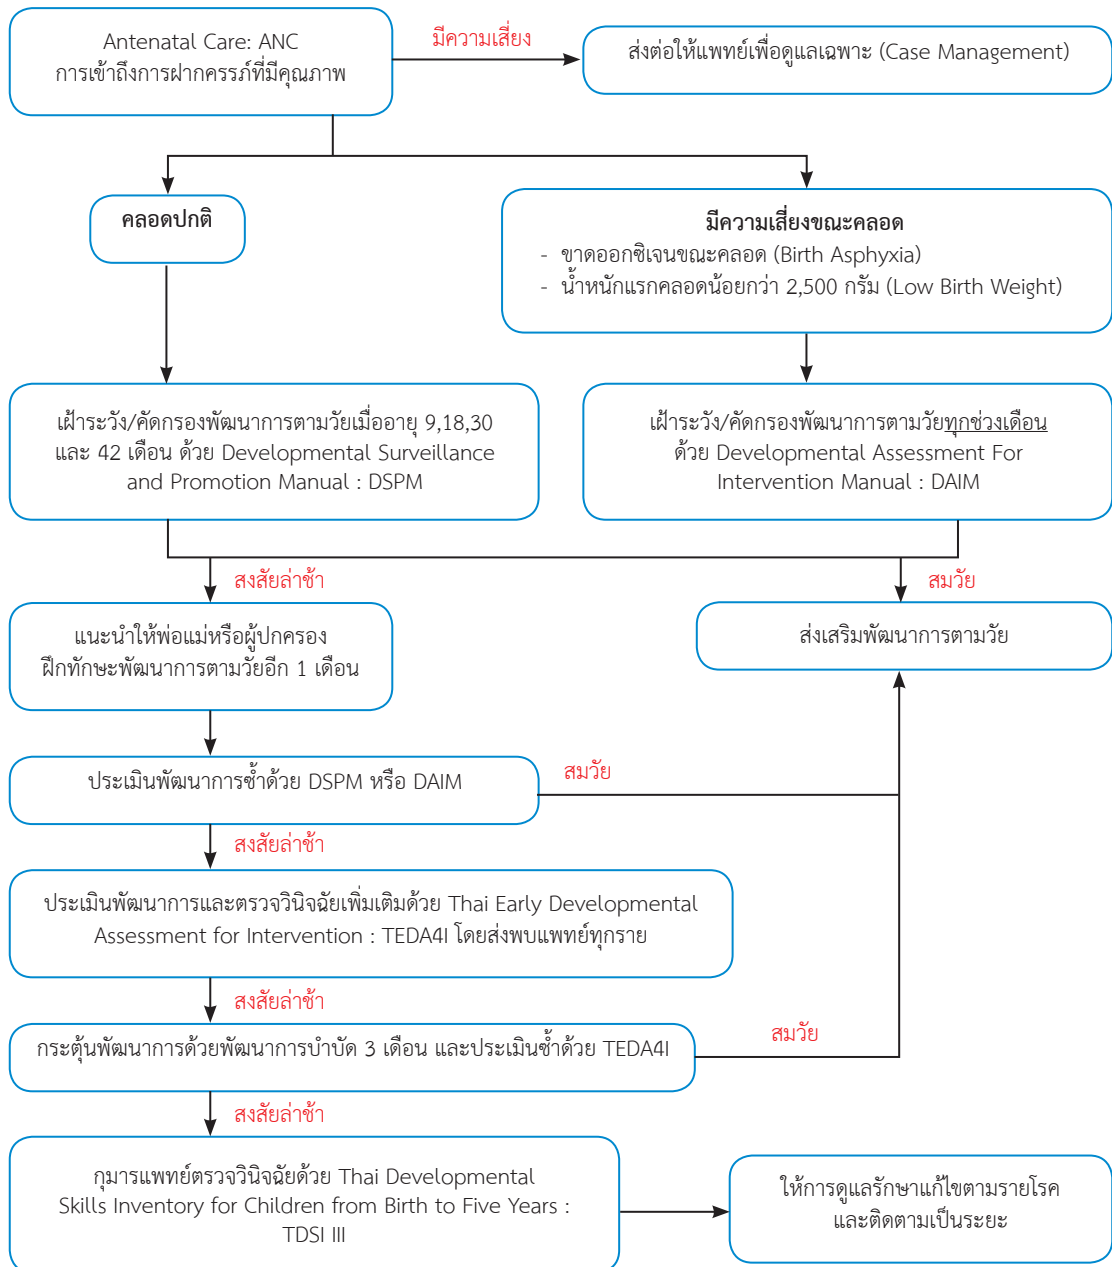 Antenatal Care: ANC
การเข้าถึงการฝากครรภ์ที่มีคุณภาพ
มีความเสี่ยง
ส่งต่อให้แพทย์เพื่อดูแลเฉพาะ (Case Management)
คลอดปกติ
มีความเสี่ยงขณะคลอด
- ขาดออกซิเจนขณะคลอด (Birth Asphyxia)
- น้ำหนักแรกคลอดน้อยกว่า 2,500 กรัม (Low Birth Weight)
เฝ้าระวัง/คัดกรองพัฒนาการตามวัยเมื่ออายุ 9,18,30
และ 42 เดือน ด้วย Developmental Surveillance
and Promotion Manual : DSPM
เฝ้าระวัง/คัดกรองพัฒนาการตามวัยทุกช่วงเดือน
ด้วย Developmental Assessment For
Intervention Manual : DAIM
สงสัยล่าช้า
สมวัย
แนะนำให้พ่อแม่หรือผู้ปกครอง
ฝึกทักษะพัฒนาการตามวัยอีก 1 เดือน
ส่งเสริมพัฒนาการตามวัย
ประเมินพัฒนาการซ้ำด้วย DSPM หรือ DAIM
สมวัย
สงสัยล่าช้า
ประเมินพัฒนาการและตรวจวินิจฉัยเพิ่มเติมด้วย Thai Early Developmental
Assessment for Intervention : TEDA4I โดยส่งพบแพทย์ทุกราย
สงสัยล่าช้า
กระตุ้นพัฒนาการด้วยพัฒนาการบำบัด 3 เดือน และประเมินซ้ำด้วย TEDA4I
สมวัย
สงสัยล่าช้า
กุมารแพทย์ตรวจวินิจฉัยด้วย Thai Developmental
Skills Inventory for Children from Birth to Five Years :
TDSI III
ให้การดูแลรักษาแก้ไขตามรายโรค
และติดตามเป็นระยะ